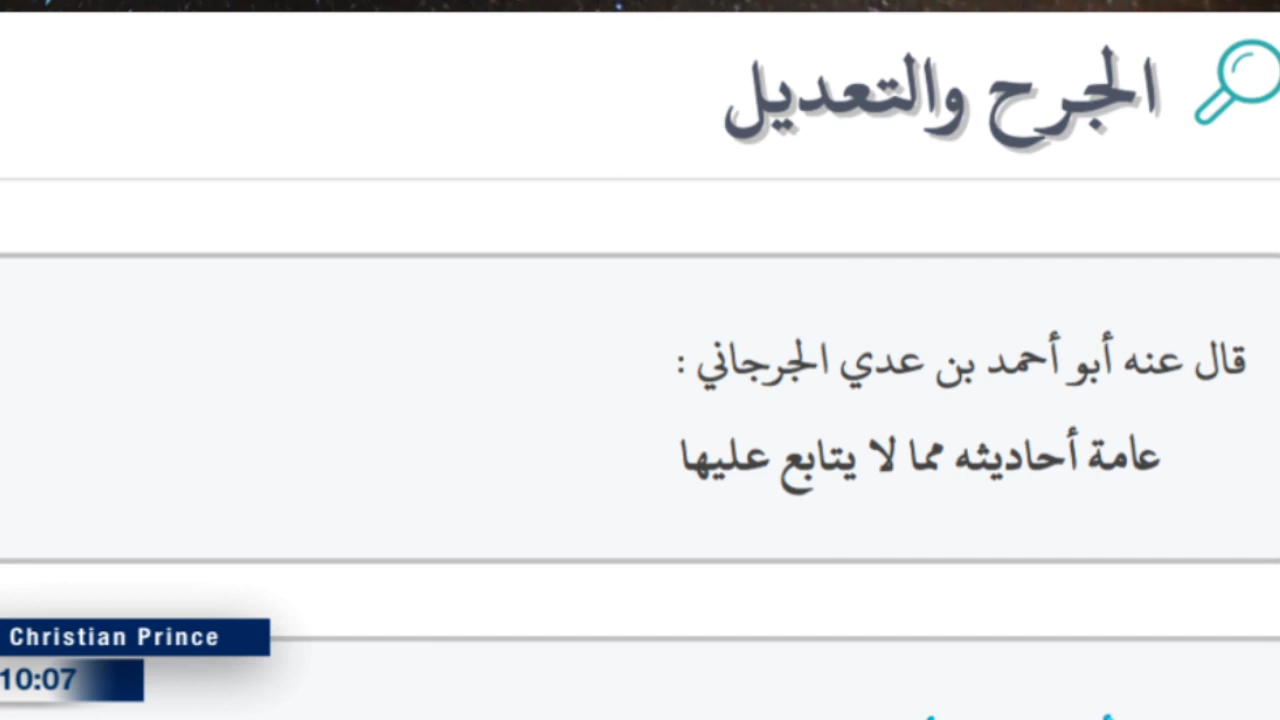 الجرح والتعديل
قال عنه أبو أحمد بن عدي الجرجاني :
عامة أحاديثه مما لا يتابع عليها
Christian Prince
10:07